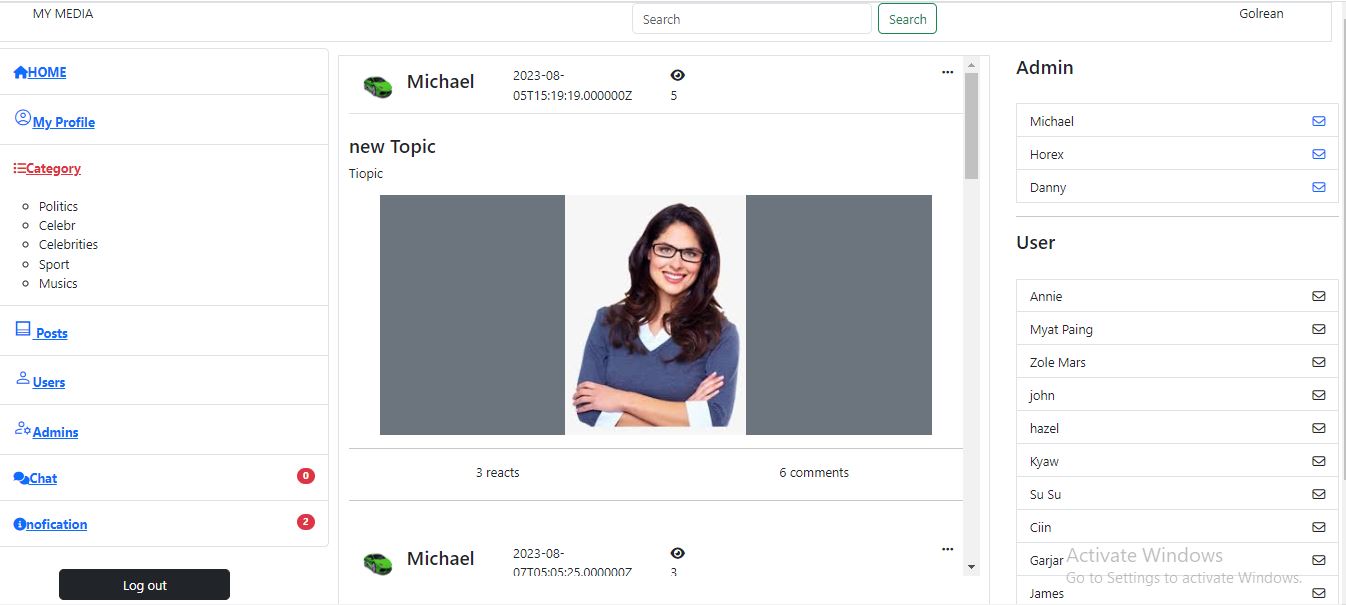 MY MEDIA
Search
Search
Golrean
HOME
My Profile
Category
Politics
Celebr
Celebrities
Sport
Musics
Posts
Users
Admins
Chat
0
nofication
2
Log out
Michael
2023-08-
05T15:19:19.000000Z
5
...
new Topic
Tiopic
3 reacts
6 comments
Michael
2023-08-
07T05:05:25.000000Z
3
...
Admin
Michael
Horex
Danny
User
Annie
Myat Paing
Zole Mars
john
hazel
Kyaw
Su Su
Ciin
Garjar
James
Activate Windows
Go to Settings to activate Windows.